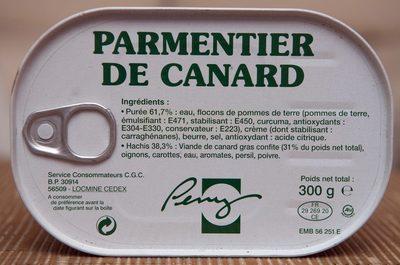 PARMENTIER
DE CANARD
Ingrédients :
• Purée 61,7% : eau, flocons de pommes de terre (pommes de terre,
émulsifiant : E471, stabilisant : E450, curcuma, antioxydants :
E304-E330, conservateur : E223), crème (dont stabilisant :
carraghénanes), beurre, sel, antioxydant : acide citrique.
• Hachis 38,3% : Viande de canard gras confite (31% du poids net total),
oignons, carottes, eau, aromates, persil, poivre.
Service Consommateurs C.G.C.
B.P. 30914
56509 - LOCMINE CEDEX
A consommer
de préférence avant la
date figurant sur la boîte
Poids net total :
300 g e
FR
29 269 20
CE
EMB 56 251 E